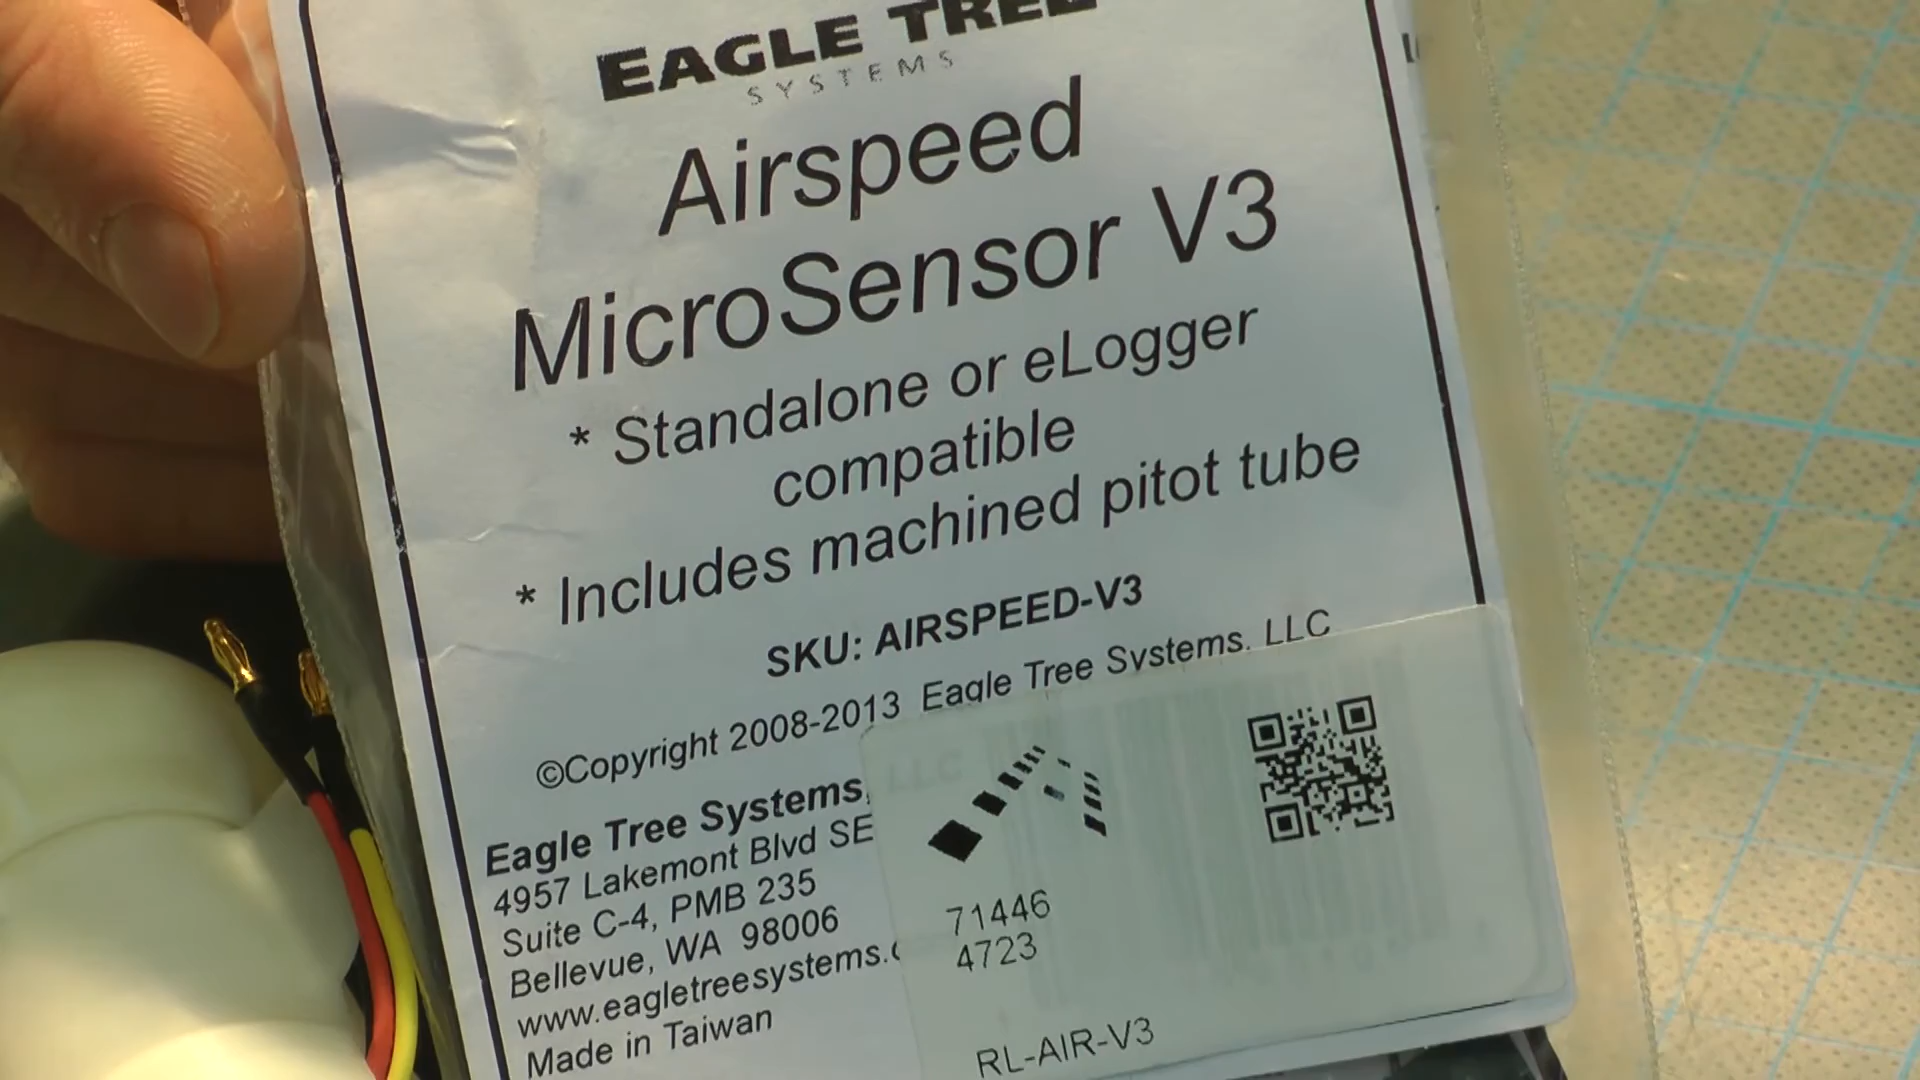 EAGLE TREE
SYSTEMS
Airspeed
MicroSensor V3
* Standalone or eLogger
compatible
* Includes machined pitot tube
SKU: AIRSPEED-V3
©Copyright 2008-2013 Eagle Tree Systems, LLC
Eagle Tree Systems, LLC
4957 Lakemont Blvd SE
Suite C-4, PMB 235
Bellevue, WA 98006
www.eagletreesystems.c
Made in Taiwan
71446
4723
RL-AIR-V3